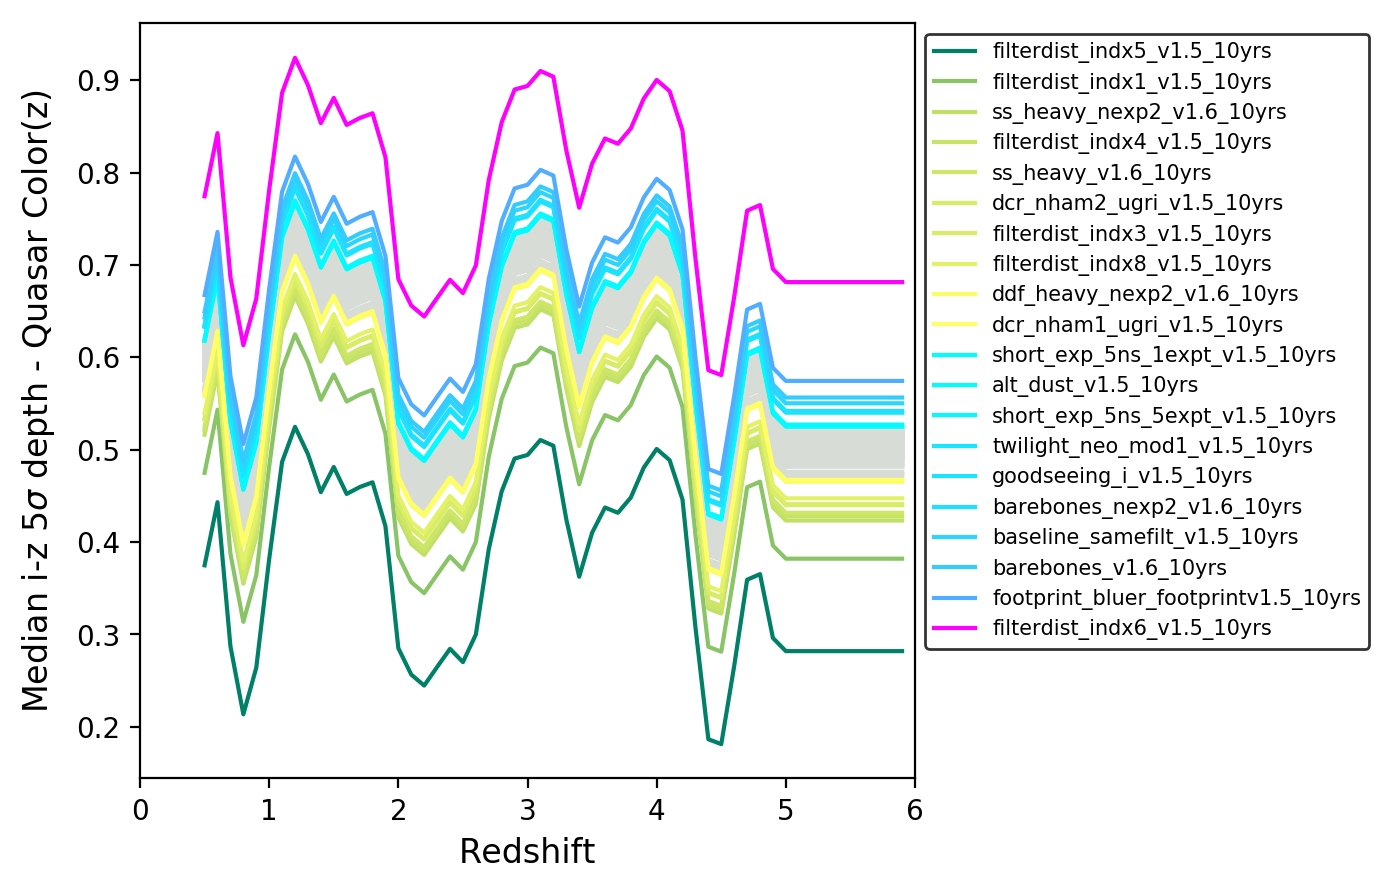 Median i-z 5σ depth - Quasar Color(z)
0.9
0.8
0.7
0.6
0.5
0.4
0.3
0.2
0 1 2 3 4 5 6
Redshift
filterdist_indx5_v1.5_10yrs
filterdist_indx1_v1.5_10yrs
ss_heavy_nexp2_v1.6_10yrs
filterdist_indx4_v1.5_10yrs
ss_heavy_v1.6_10yrs
dcr_nham2_ugri_v1.5_10yrs
filterdist_indx3_v1.5_10yrs
filterdist_indx8_v1.5_10yrs
ddf_heavy_nexp2_v1.6_10yrs
dcr_nham1_ugri_v1.5_10yrs
short_exp_5ns_1expt_v1.5_10yrs
alt_dust_v1.5_10yrs
short_exp_5ns_5expt_v1.5_10yrs
twilight_neo_mod1_v1.5_10yrs
goodseeing_i_v1.5_10yrs
barebones_nexp2_v1.6_10yrs
baseline_samefilt_v1.5_10yrs
barebones_v1.6_10yrs
footprint_bluer_footprintv1.5_10yrs
filterdist_indx6_v1.5_10yrs